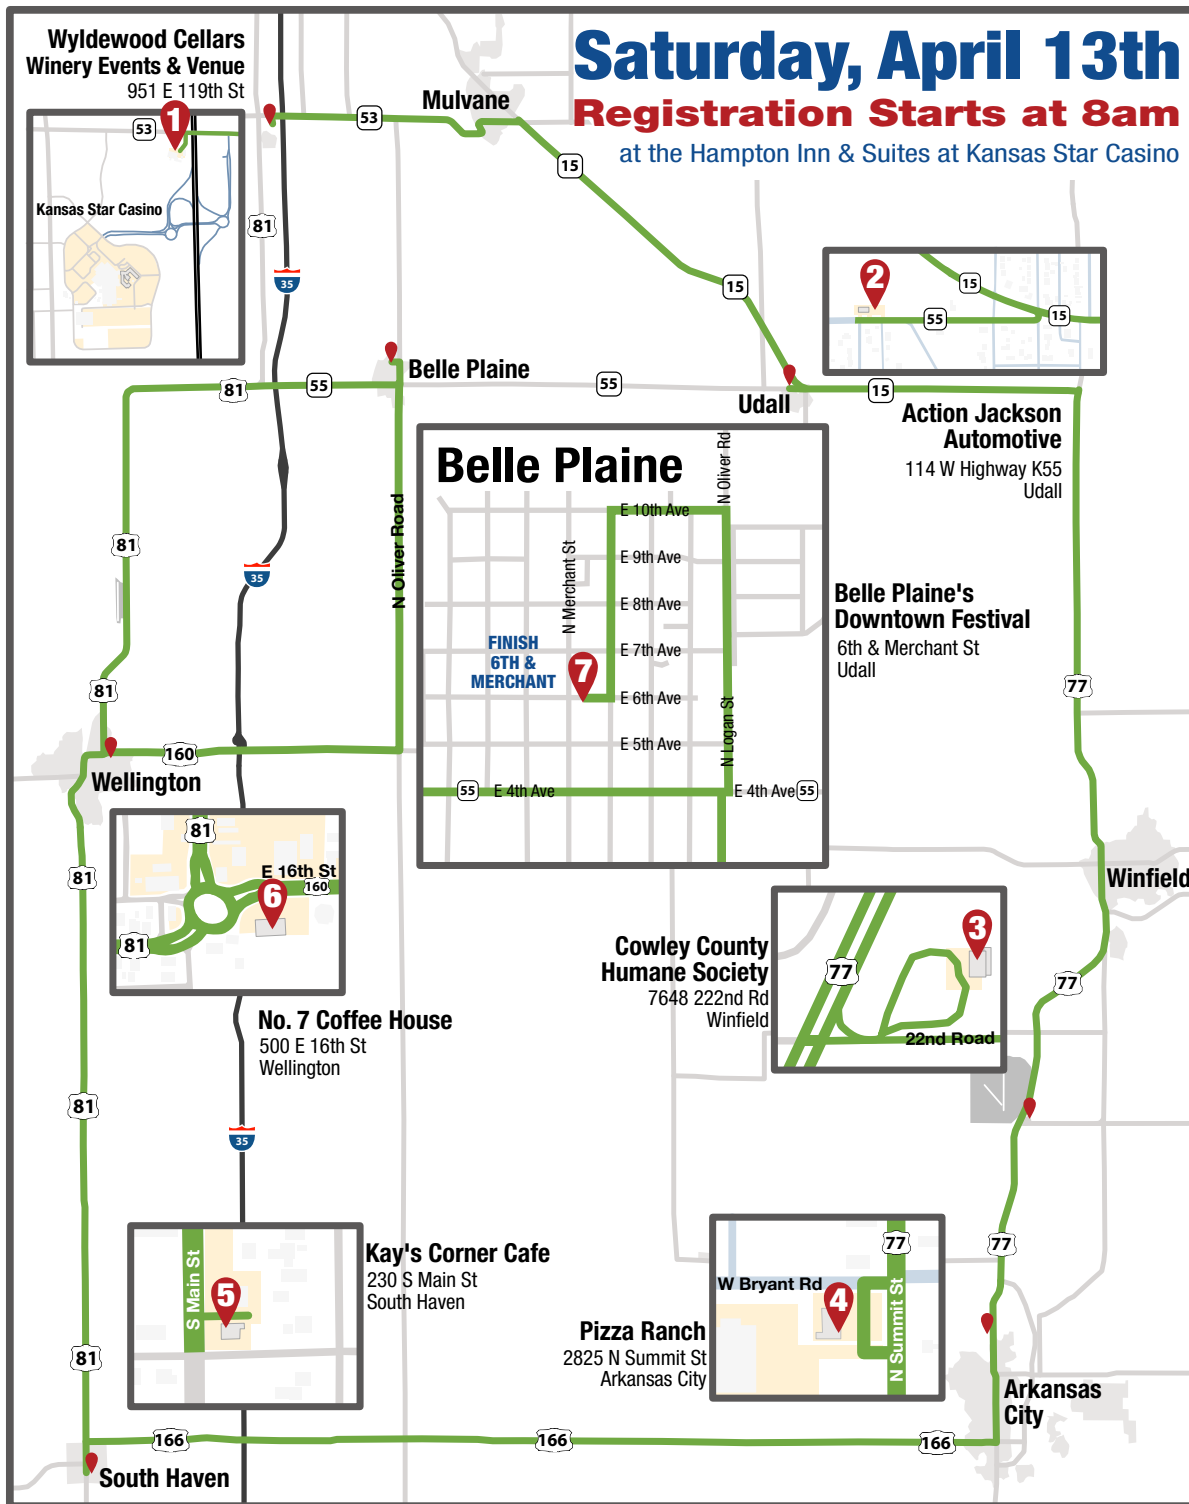 Wyldewood Cellars
Winery Events & Venue
951 E 119th St
Saturday, April 13th
Registration Starts at 8am
at the Hampton Inn & Suites at Kansas Star Casino
1
53
Kansas Star Casino
53
Mulvane
15
81
35
15
2
15
55
15
Belle Plaine
81
55
55
Udall
15
Action Jackson
Automotive
114 W Highway K55
Udall
Belle Plaine
N Oliver Rd
E 10th Ave
E 9th Ave
N Merchant St
E 8th Ave
E 7th Ave
FINISH
6TH &
MERCHANT
7
E 6th Ave
N Logan St
E 5th Ave
55
E 4th Ave
E 4th Ave
55
N Oliver Road
81
35
81
Belle Plaine's
Downtown Festival
6th & Merchant St
Udall
77
160
Wellington
81
E 16th St
6
160
81
81
No. 7 Coffee House
500 E 16th St
Wellington
Winfield
Cowley County
Humane Society
7648 222nd Rd
Winfield
77
3
22nd Road
77
81
35
S Main St
5
Kay's Corner Cafe
230 S Main St
South Haven
Pizza Ranch
2825 N Summit St
Arkansas City
77
W Bryant Rd
4
N Summit St
77
81
Arkansas
City
166
166
166
South Haven